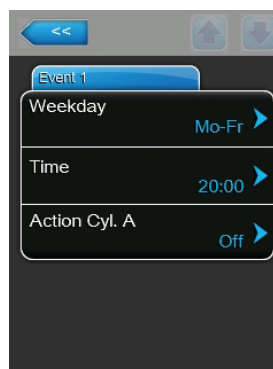 <<
Event 1
Weekday
Mo-Fr
Time
20:00
Action Cyl. A
Off